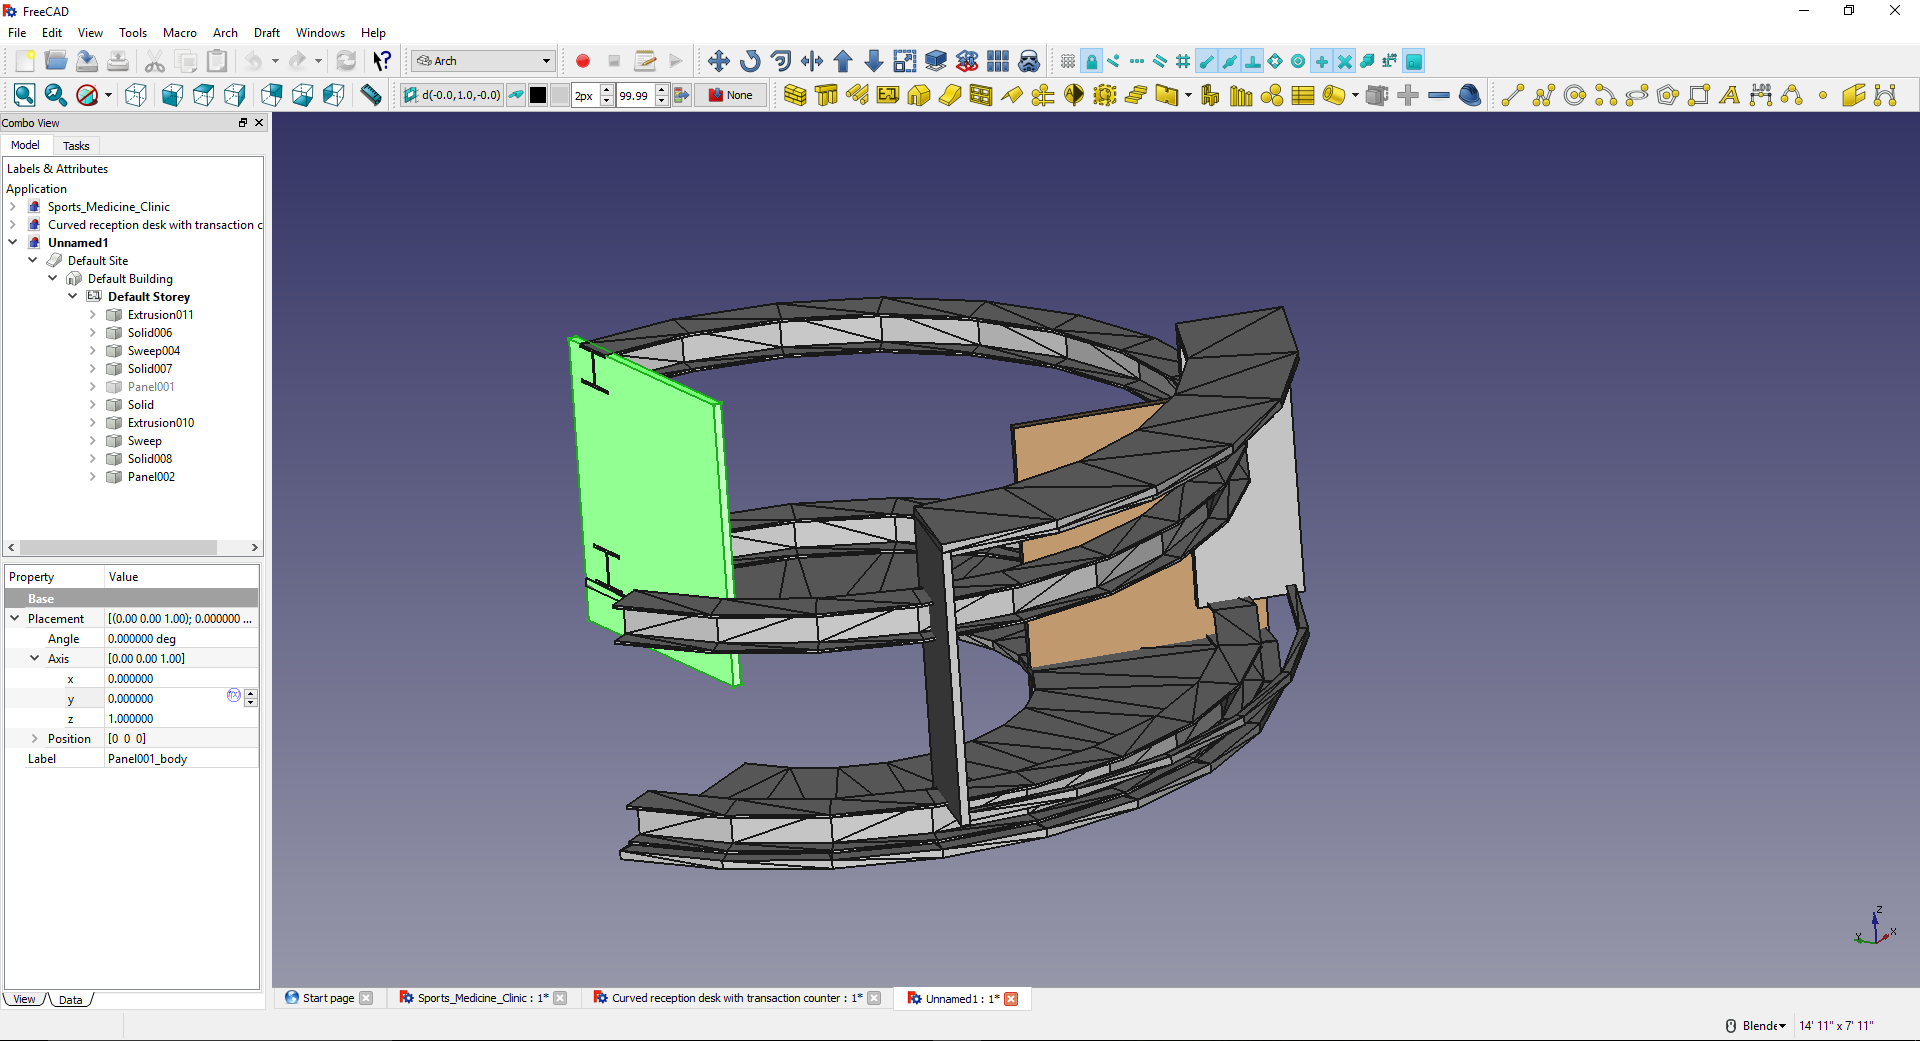 FreeCAD
File Edit View Tools Macro Arch Draft Windows Help
Arch
d(-0.0,1.0,-0.0) 2px 99.99 None 1.00
Combo View
Model Tasks
Labels & Attributes
Application
Sports_Medicine_Clinic
Curved reception desk with transaction c
Unnamed1
Default Site
Default Building
Default Storey
Extrusion011
Solid006
Sweep004
Solid007
Panel001
Solid
Extrusion010
Sweep
Solid008
Panel002
Property Value
Base
Placement [(0.00 0.00 1.00); 0.000000 ...
Angle 0.000000 deg
Axis [0.00 0.00 1.00]
x 0.000000
y 0.000000 f(x)
z 1.000000
Position [0 0 0]
Label Panel001_body
Z
Y X
View Data
Start page Sports_Medicine_Clinic : 1* Curved reception desk with transaction counter : 1* Unnamed1 : 1*
Blende 14' 11" x 7' 11"